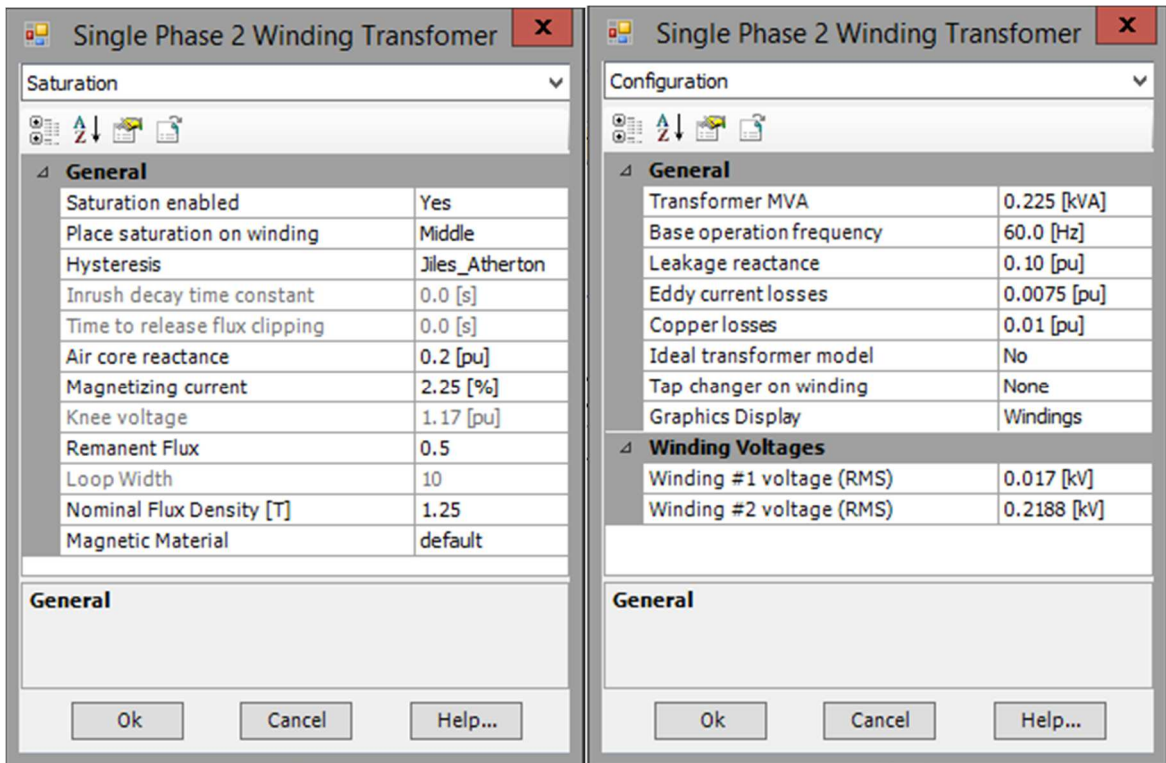 Single Phase 2 Winding Transfomer x
Saturation
A
Z
General
Saturation enabled Yes
Place saturation on winding Middle
Hysteresis Jiles_Atherton
Inrush decay time constant 0.0 [s]
Time to release flux clipping 0.0 [s]
Air core reactance 0.2 [pu]
Magnetizing current 2.25 [%]
Knee voltage 1.17 [pu]
Remanent Flux 0.5
Loop Width 10
Nominal Flux Density [T] 1.25
Magnetic Material default
General
Ok Cancel Help...
Single Phase 2 Winding Transfomer x
Configuration
A
Z
General
Transformer MVA 0.225 [kVA]
Base operation frequency 60.0 [Hz]
Leakage reactance 0.10 [pu]
Eddy current losses 0.0075 [pu]
Copper losses 0.01 [pu]
Ideal transformer model No
Tap changer on winding None
Graphics Display Windings
Winding Voltages
Winding #1 voltage (RMS) 0.017 [kV]
Winding #2 voltage (RMS) 0.2188 [kV]
General
Ok Cancel Help...